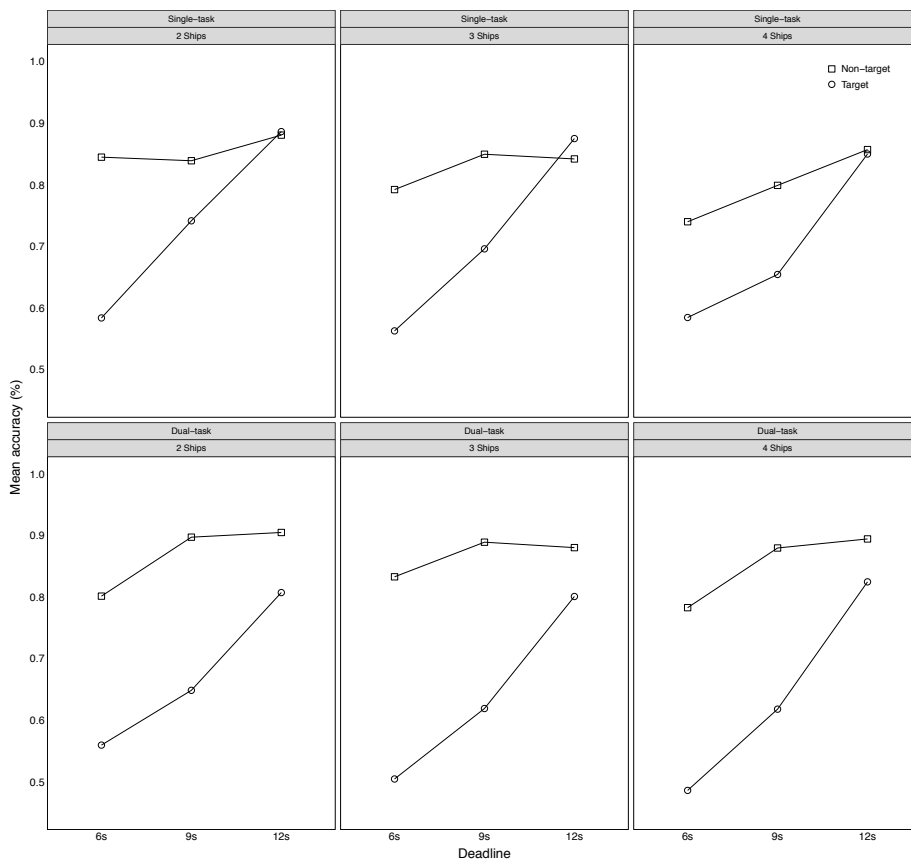 Single−task
Single−task
Single−task
2 Ships
3 Ships
4 Ships
1.0
Non−target
Target
0.9
0.8
0.7
0.6
0.5
Mean accuracy (%)
Dual−task
Dual−task
Dual−task
2 Ships
3 Ships
4 Ships
1.0
0.9
0.8
0.7
0.6
0.5
6s
9s
12s
6s
9s
12s
6s
9s
12s
Deadline